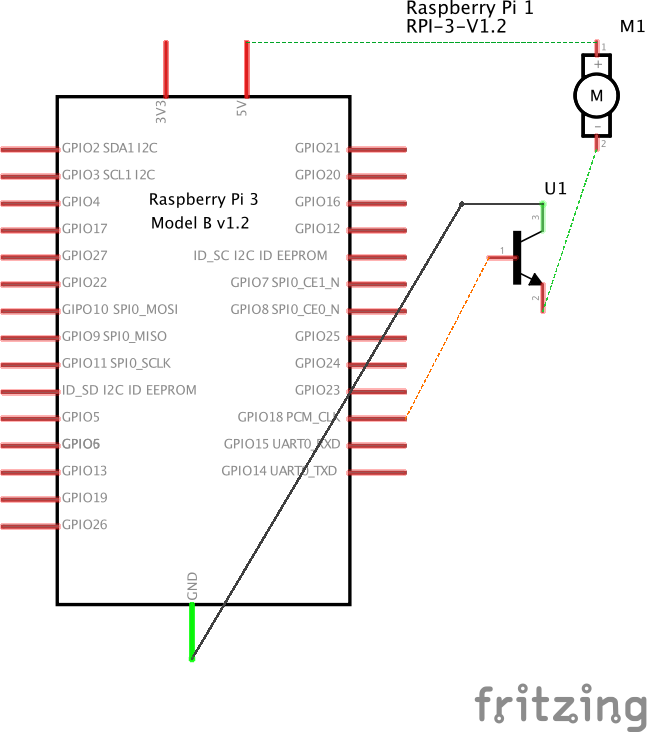 Raspberry Pi 1
RPI-3-V1.2
M1
1
+
M
−
2
3V3
5V
Raspberry Pi 3
Model B v1.2
GPIO2 SDA1 I2C
GPIO3 SCL1 I2C
GPIO4
GPIO17
GPIO27
GPIO22
GIPO10 SPI0_MOSI
GPIO9 SPI0_MISO
GPIO11 SPI0_SCLK
ID_SD I2C ID EEPROM
GPIO5
GPIO6
GPIO13
GPIO19
GPIO26
GPIO21
GPIO20
GPIO16
GPIO12
ID_SC I2C ID EEPROM
GPIO7 SPI0_CE1_N
GPIO8 SPI0_CE0_N
GPIO25
GPIO24
GPIO23
GPIO18 PCM_CLK
GPIO15 UART0_RXD
GPIO14 UART0_TXD
GND
U1
3
1
2
fritzing